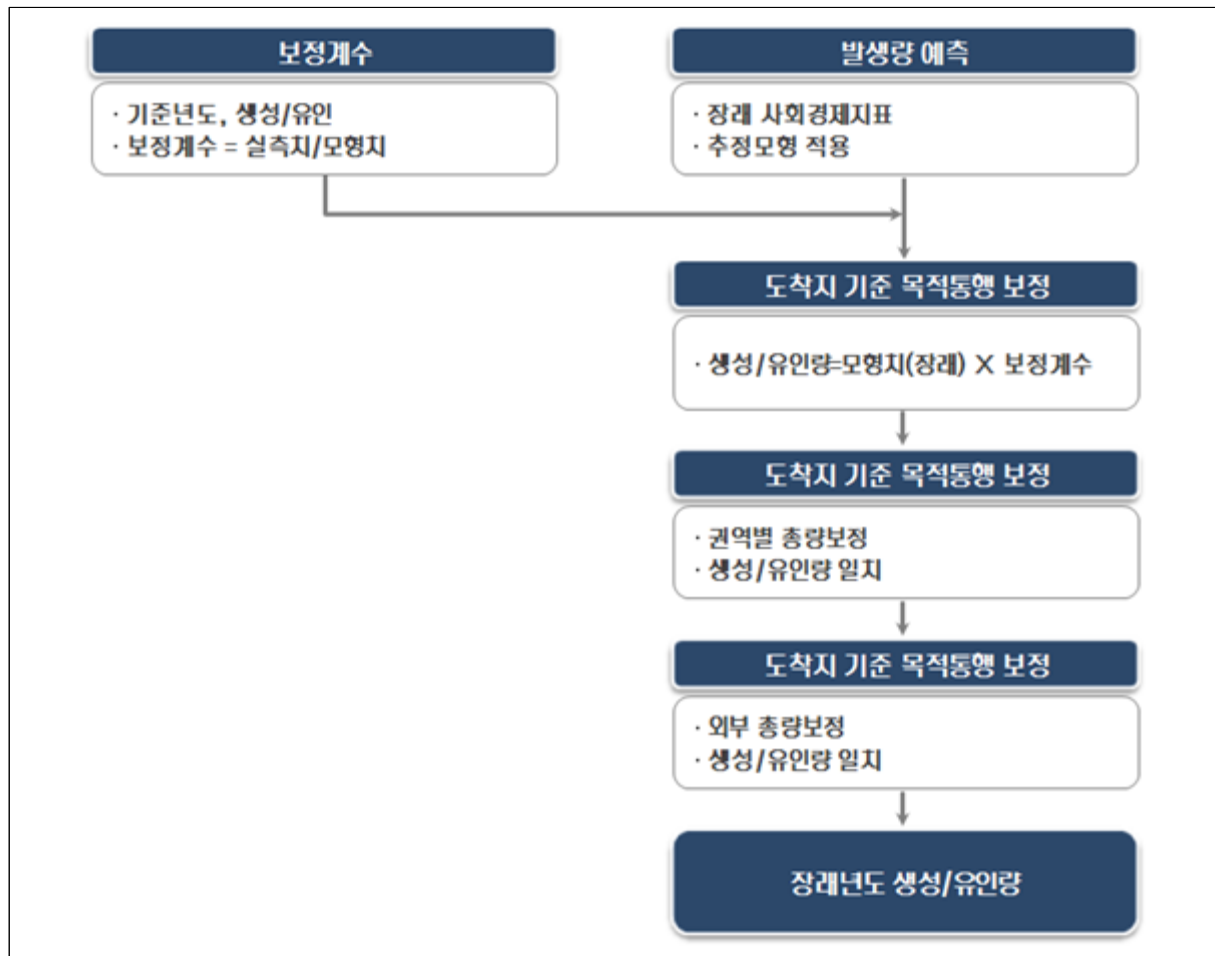 보정계수
· 기준년도, 생성/유인
· 보정계수 = 실측치/모형치
발생량 예측
· 장래 사회경제지표
· 추정모형 적용
도착지 기준 목적통행 보정
· 생성/유인량=모형치(장래) X 보정계수
도착지 기준 목적통행 보정
· 권역별 총량보정
· 생성/유인량 일치
도착지 기준 목적통행 보정
· 외부 총량보정
· 생성/유인량 일치
장래년도 생성/유인량